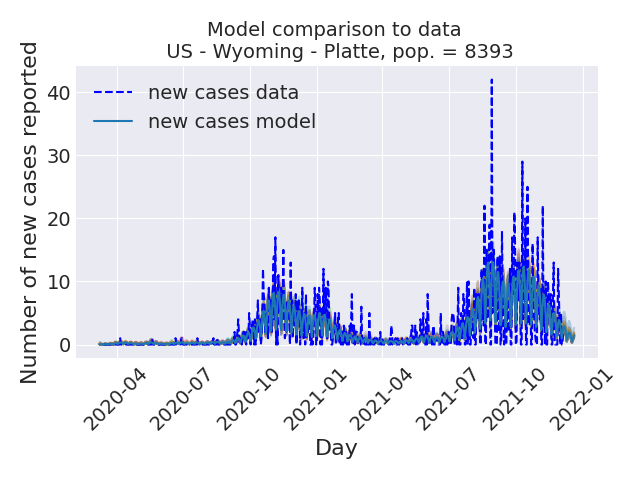 Model comparison to data
US - Wyoming - Platte, pop. = 8393
new cases data
new cases model
Number of new cases reported
40
30
20
10
0
2020-04
2020-07
2020-10
2021-01
2021-04
2021-07
2021-10
2022-01
Day